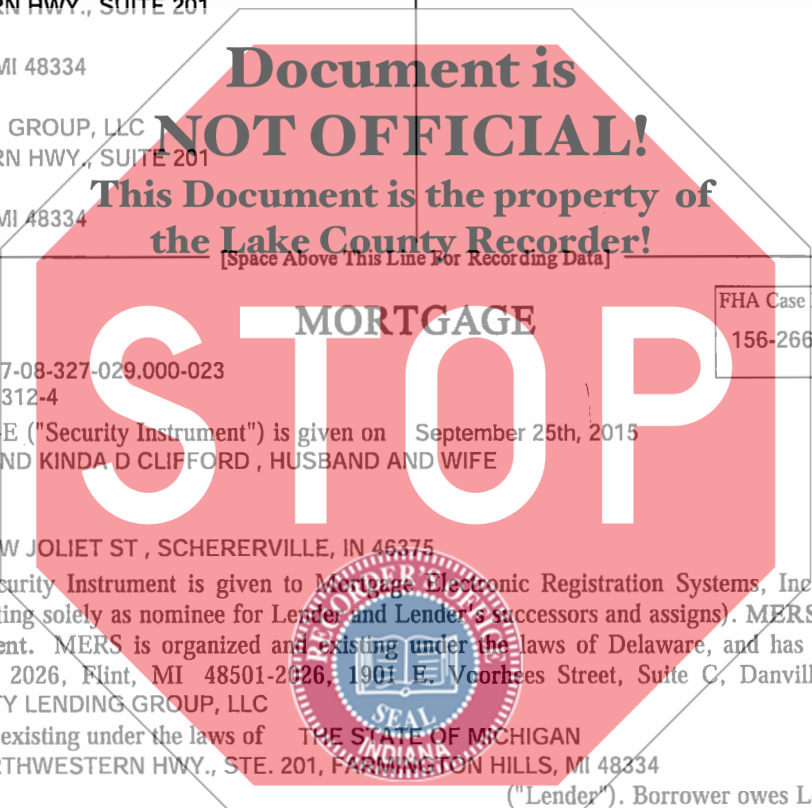 RN HWY., SUITE 201
MI 48334
GROUP, LLC
RN HWY., SUITE 201
MI 48334
Document is
NOT OFFICIAL!
This Document is the property of
the Lake County Recorder!
[Space Above This Line For Recording Data]
MORTGAGE
FHA Case
156-266
7-08-327-029.000-023
312-4
E ("Security Instrument") is given on September 25th, 2015
ND KINDA D CLIFFORD , HUSBAND AND WIFE
STOP
W JOLIET ST , SCHERERVILLE, IN 46375
curity Instrument is given to Mortgage Electronic Registration Systems, Inc
ting solely as nominee for Lender and Lender's successors and assigns). MERS
ent. MERS is organized and existing under the laws of Delaware, and has
2026, Flint, MI 48501-2026, 1901 E. Voorhees Street, Suite C, Danvill
TY LENDING GROUP, LLC
existing under the laws of THE STATE OF MICHIGAN
RTHWESTERN HWY., STE. 201, FARMINGTON HILLS, MI 48334
("Lender"). Borrower owes L
RECORDER'S OFFICE
SEAL
INDIANA